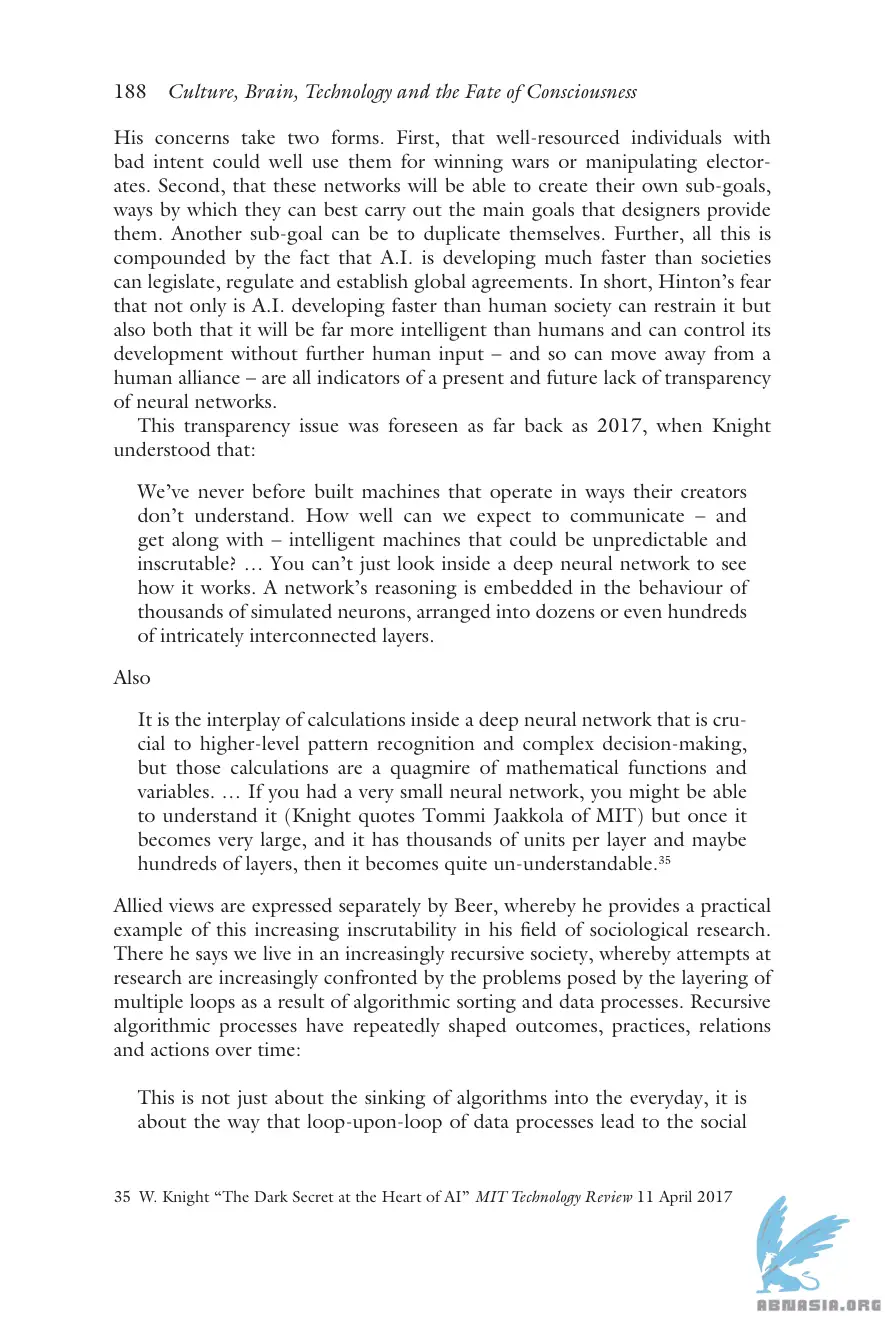 188 Culture, Brain, Technology and the Fate of Consciousness
His concerns take two forms. First, that well-resourced individuals with
bad intent could well use them for winning wars or manipulating elector-
ates. Second, that these networks will be able to create their own sub-goals,
ways by which they can best carry out the main goals that designers provide
them. Another sub-goal can be to duplicate themselves. Further, all this is
compounded by the fact that A.I. is developing much faster than societies
can legislate, regulate and establish global agreements. In short, Hinton's fear
that not only is A.I. developing faster than human society can restrain it but
also both that it will be far more intelligent than humans and can control its
development without further human input – and so can move away from a
human alliance – are all indicators of a present and future lack of transparency
of neural networks.
This transparency issue was foreseen as far back as 2017, when Knight
understood that:
We've never before built machines that operate in ways their creators
don't understand. How well can we expect to communicate – and
get along with – intelligent machines that could be unpredictable and
inscrutable? … You can't just look inside a deep neural network to see
how it works. A network's reasoning is embedded in the behaviour of
thousands of simulated neurons, arranged into dozens or even hundreds
of intricately interconnected layers.
Also
It is the interplay of calculations inside a deep neural network that is cru-
cial to higher-level pattern recognition and complex decision-making,
but those calculations are a quagmire of mathematical functions and
variables. … If you had a very small neural network, you might be able
to understand it (Knight quotes Tommi Jaakkola of MIT) but once it
becomes very large, and it has thousands of units per layer and maybe
hundreds of layers, then it becomes quite un-understandable.35
Allied views are expressed separately by Beer, whereby he provides a practical
example of this increasing inscrutability in his field of sociological research.
There he says we live in an increasingly recursive society, whereby attempts at
research are increasingly confronted by the problems posed by the layering of
multiple loops as a result of algorithmic sorting and data processes. Recursive
algorithmic processes have repeatedly shaped outcomes, practices, relations
and actions over time:
This is not just about the sinking of algorithms into the everyday, it is
about the way that loop-upon-loop of data processes lead to the social
35 W. Knight "The Dark Secret at the Heart of AI" MIT Technology Review 11 April 2017
ABNASIA.ORG